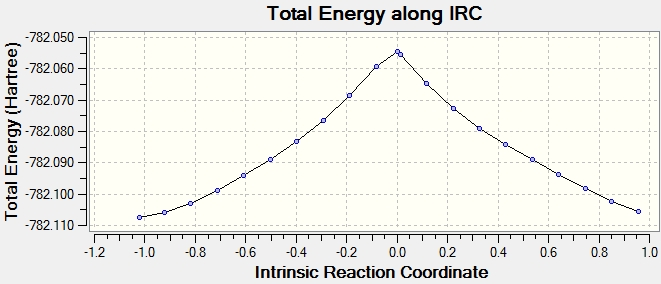 Total Energy along IRC
Total Energy (Hartree)
-782.050
-782.060
-782.070
-782.080
-782.090
-782.100
-782.110
-1.2 -1.0 -0.8 -0.6 -0.4 -0.2 0.0 0.2 0.4 0.6 0.8 1.0
Intrinsic Reaction Coordinate